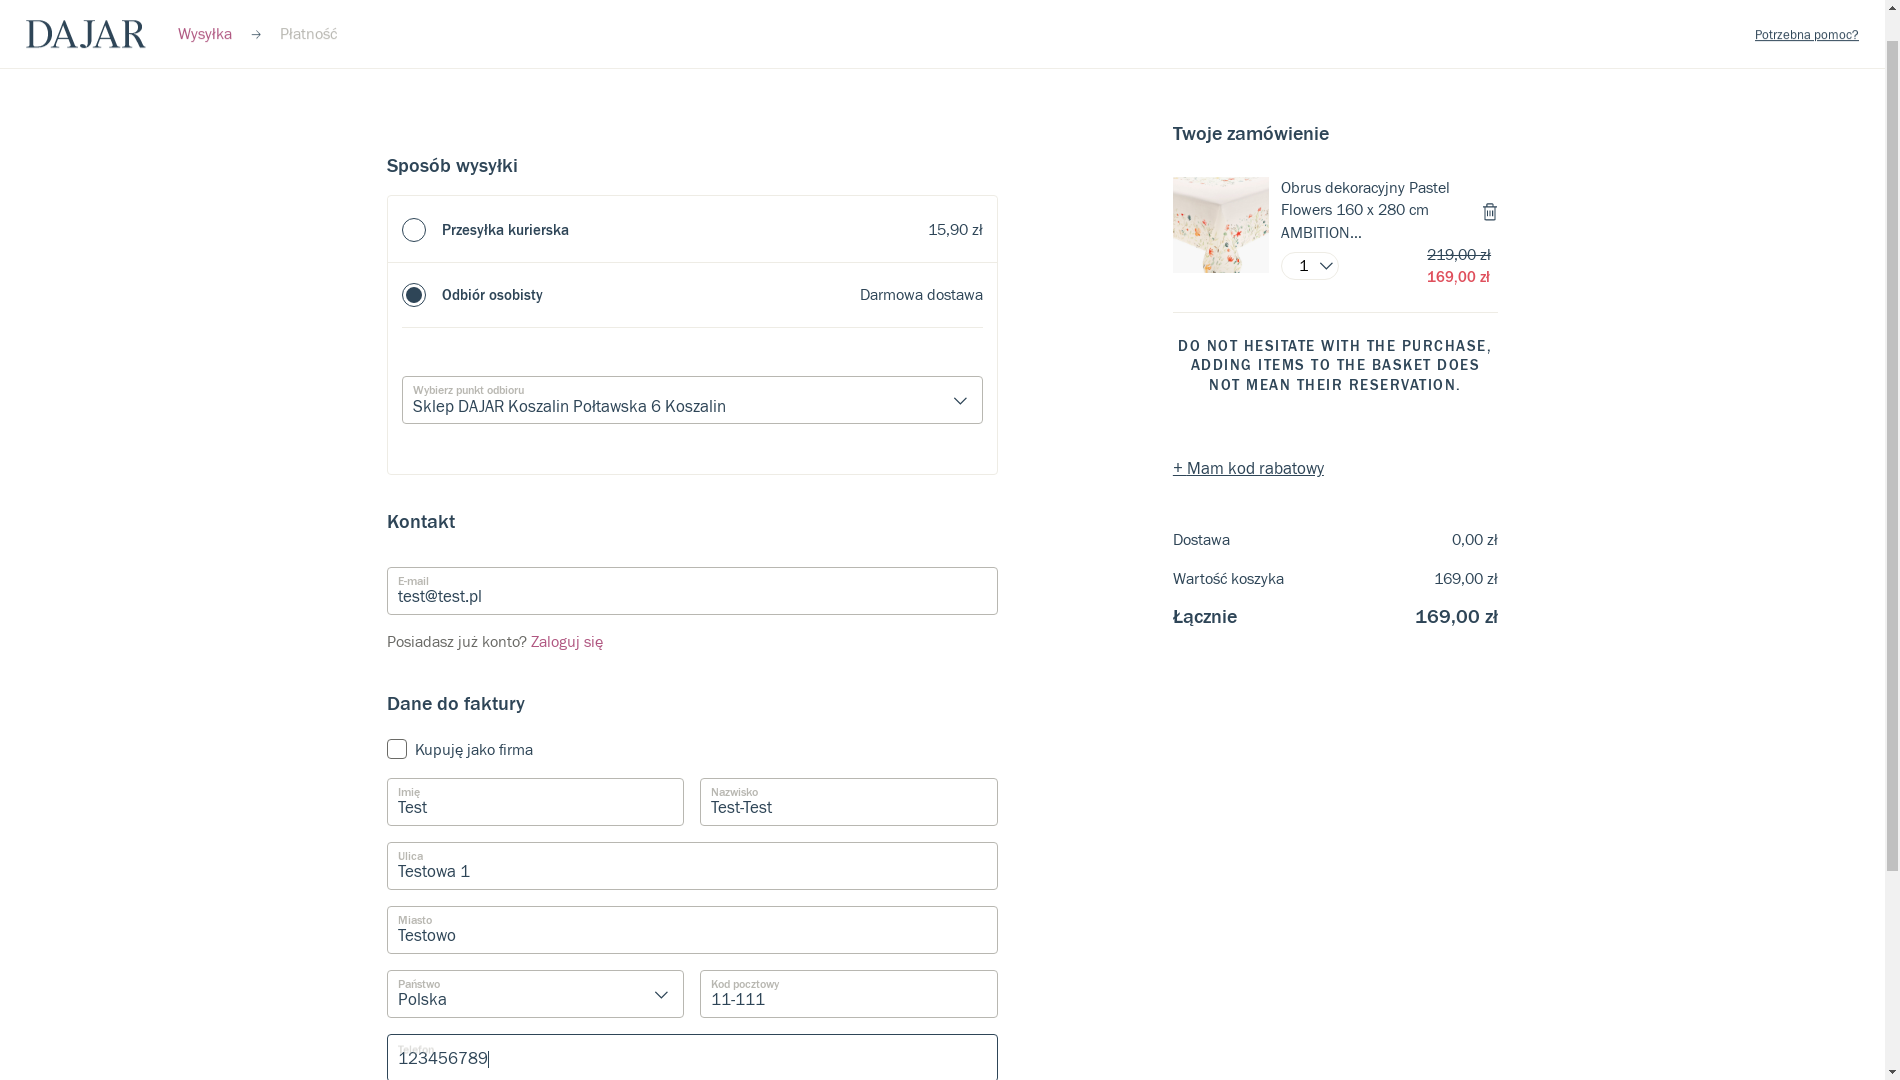 DAJAR
Wysyłka → Płatność
Potrzebna pomoc?
Sposób wysyłki
Przesyłka kurierska 15,90 zł
Odbiór osobisty Darmowa dostawa
Wybierz punkt odbioru
Sklep DAJAR Koszalin Połtawska 6 Koszalin
Kontakt
E-mail
test@test.pl
Posiadasz już konto? Zaloguj się
Dane do faktury
Kupuję jako firma
Imię
Test
Nazwisko
Test-Test
Ulica
Testowa 1
Miasto
Testowo
Państwo
Polska
Kod pocztowy
11-111
Telefon
123456789
Twoje zamówienie
Obrus dekoracyjny Pastel
Flowers 160 x 280 cm
AMBITION...
1
219,00 zł
169,00 zł
DO NOT HESITATE WITH THE PURCHASE,
ADDING ITEMS TO THE BASKET DOES
NOT MEAN THEIR RESERVATION.
+ Mam kod rabatowy
Dostawa 0,00 zł
Wartość koszyka 169,00 zł
Łącznie 169,00 zł